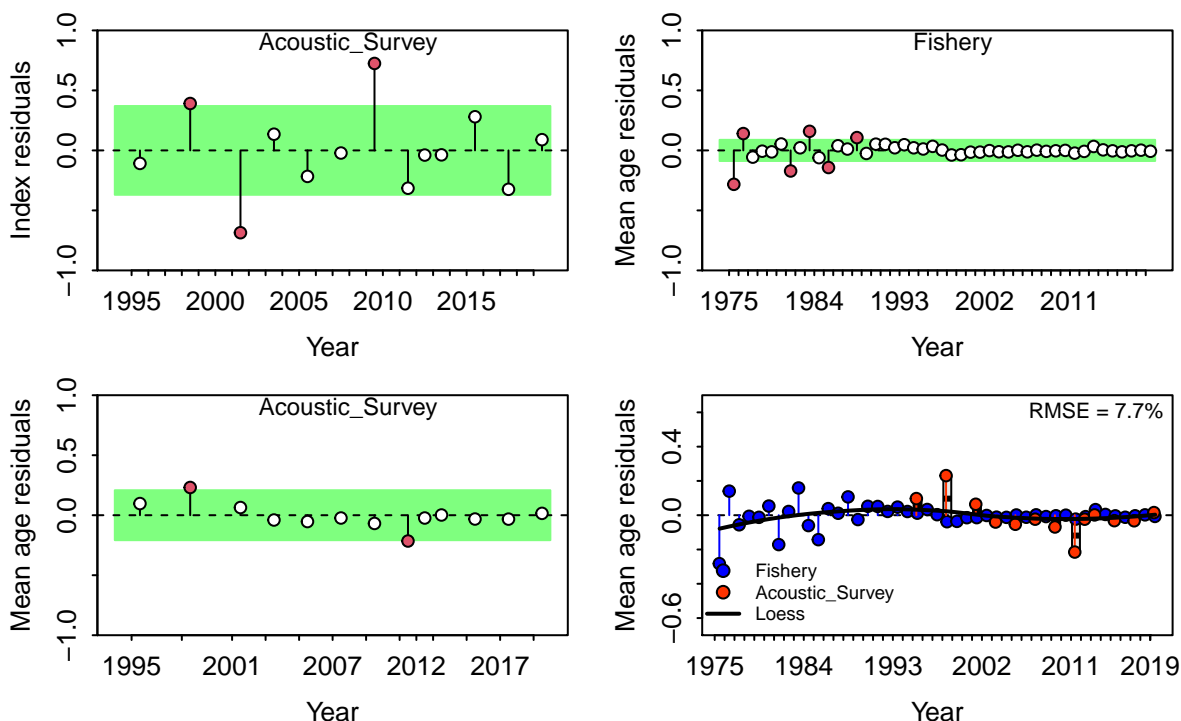 Acoustic_Survey
Index residuals
1.0
0.5
0.0
−1.0
1995 2000 2005 2010 2015
Year
Fishery
Mean age residuals
1.0
0.5
0.0
−1.0
1975 1984 1993 2002 2011
Year
Acoustic_Survey
Mean age residuals
1.0
0.5
0.0
−1.0
1995 2001 2007 2012 2017
Year
RMSE = 7.7%
Mean age residuals
0.4
0.0
−0.6
Fishery
Acoustic_Survey
Loess
1975 1984 1993 2002 2011 2019
Year